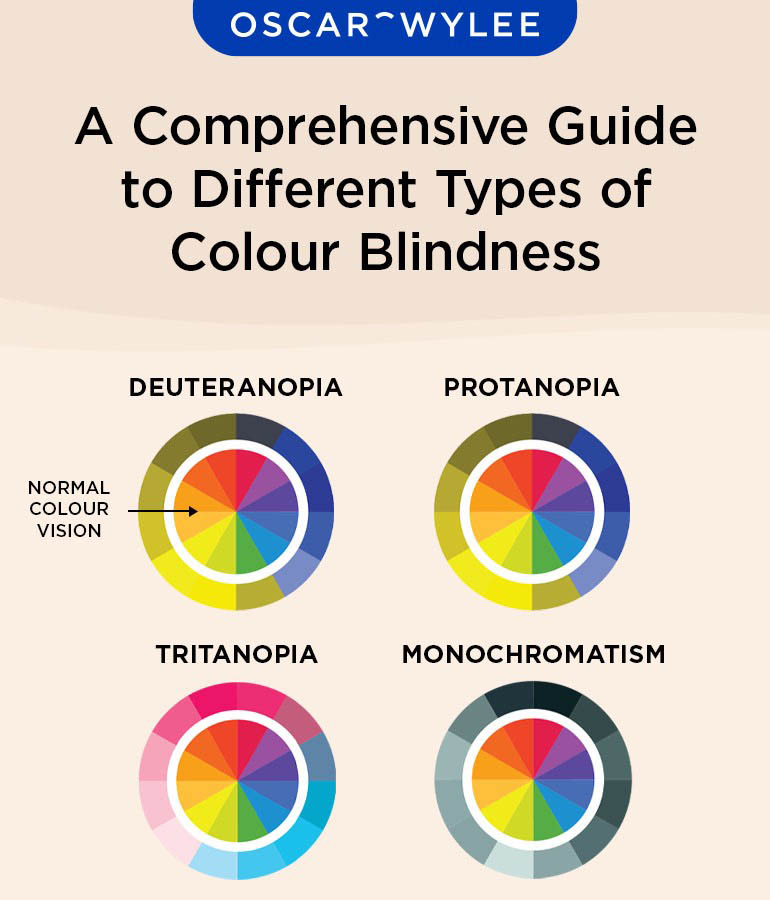 OSCAR WYLEE
A Comprehensive Guide
to Different Types of
Colour Blindness
DEUTERANOPIA
PROTANOPIA
NORMAL
COLOUR
VISION
TRITANOPIA
MONOCHROMATISM